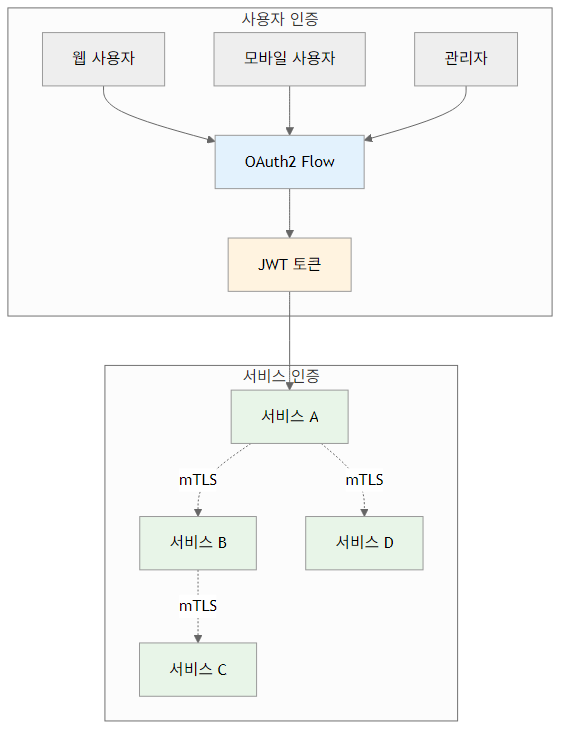 사용자 인증
웹 사용자
모바일 사용자
관리자
OAuth2 Flow
JWT 토큰
서비스 인증
서비스 A
mTLS
mTLS
서비스 B
서비스 D
mTLS
서비스 C